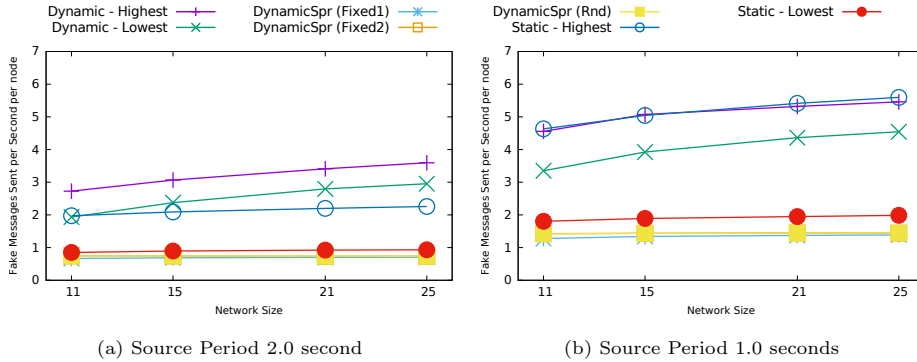 Dynamic - Highest
Dynamic - Lowest
DynamicSpr (Fixed1)
DynamicSpr (Fixed2)
DynamicSpr (Rnd)
Static - Highest
Static - Lowest
Fake Messages Sent per Second per node
7
6
5
4
3
2
1
0
11 15 21 25
Network Size
(a) Source Period 2.0 second
Fake Messages Sent per Second per node
7
6
5
4
3
2
1
0
11 15 21 25
Network Size
(b) Source Period 1.0 seconds